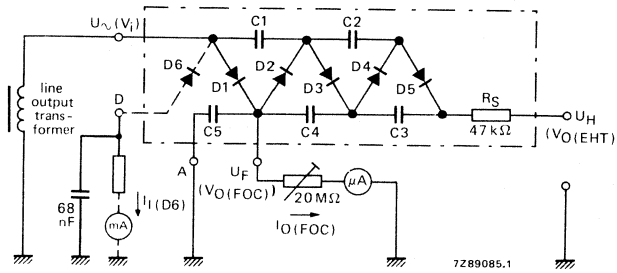 U∿(Vi)
C1
C2
D6
D1
D2
D3
D4
D5
line
output
trans-
former
D
C5
C4
C3
RS
47 kΩ
UH
(VO(EHT))
A
UF
(VO(FOC))
20 MΩ
μA
IO(FOC)
68
nF
II(D6)
mA
7Z89085.1